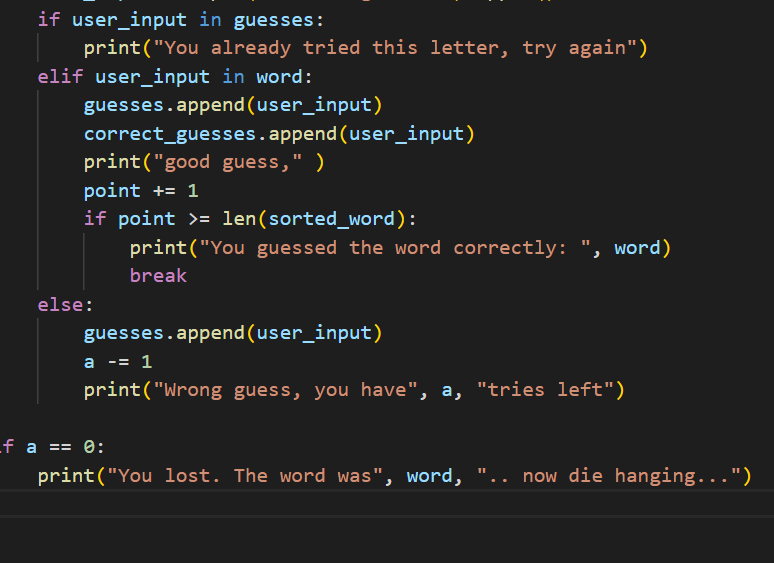 if user_input in guesses:
print("You already tried this letter, try again")
elif user_input in word:
guesses.append(user_input)
correct_guesses.append(user_input)
print("good guess," )
point += 1
if point >= len(sorted_word):
print("You guessed the word correctly: ", word)
break
else:
guesses.append(user_input)
a -= 1
print("Wrong guess, you have", a, "tries left")
if a == 0:
print("You lost. The word was", word, ".. now die hanging...")